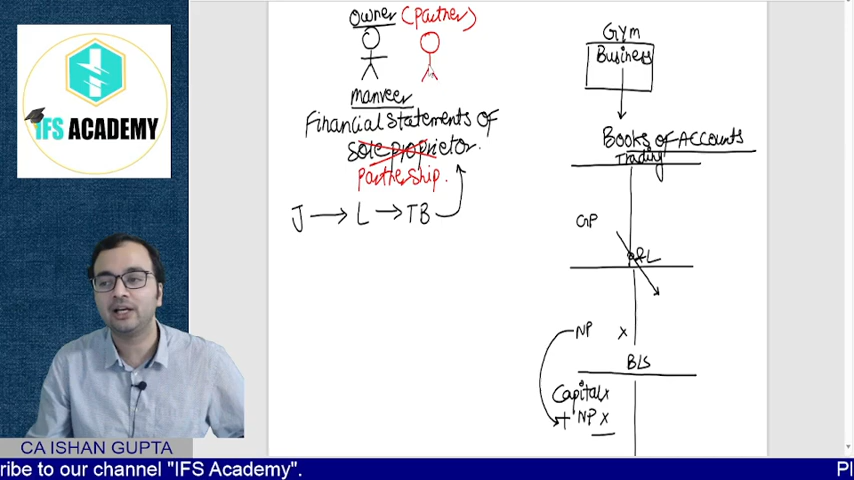 IFS ACADEMY
owner (partner)
manveer
Financial Statements of
Sole proprietor.
partnership.
J → L → TB
Gym
Business
Books of Accounts
Trading
GP
P&L
NP x
B/S
Capital x
+ NP x
CA ISHAN GUPTA
ribe to our channel "IFS Academy".
Pl